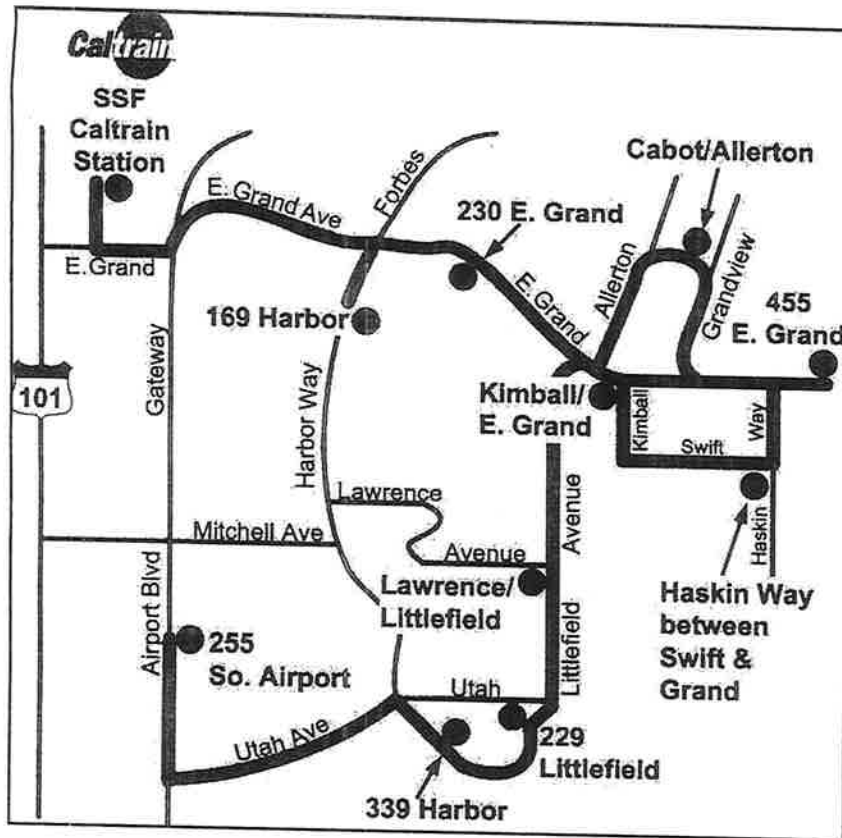 Caltrain
SSF
Caltrain
Station
E. Grand Ave
Forbes
230 E. Grand
Cabot/Allerton
E.Grand
E.Grand
Allerton
Grandview
455
E. Grand
169 Harbor
101
Gateway
Harbor Way
Kimball/
E. Grand
Kimball
Way
Swift
Lawrence
Avenue
Mitchell Ave
Avenue
Haskin
Lawrence/
Littlefield
Littlefield
Haskin Way
between
Swift &
Grand
Airport Blvd
255
So. Airport
Utah
Utah Ave
229
Littlefield
339 Harbor